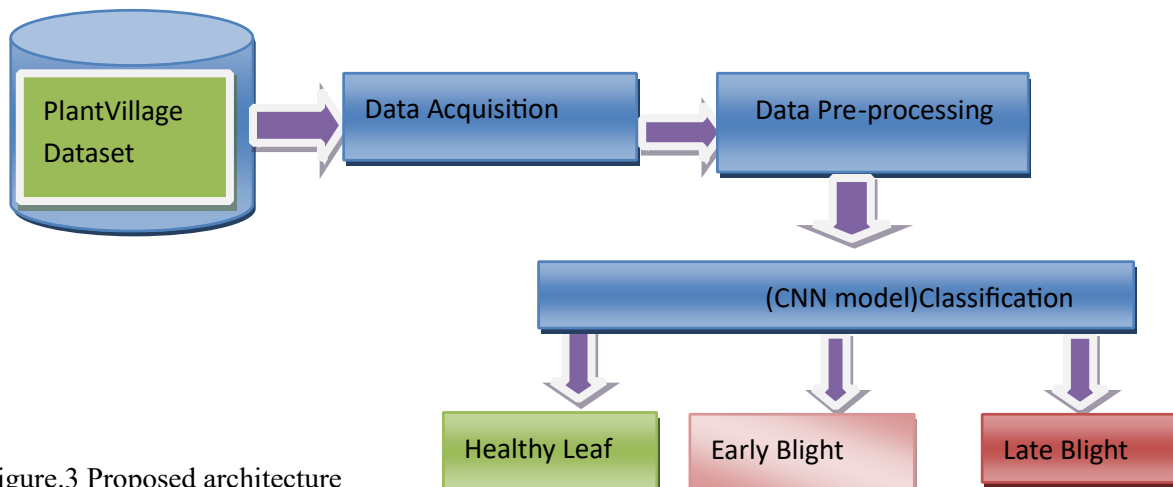 PlantVillage
Dataset
Data Acquisition
Data Pre-processing
(CNN model)Classification
Healthy Leaf
Early Blight
Late Blight
igure.3 Proposed architecture